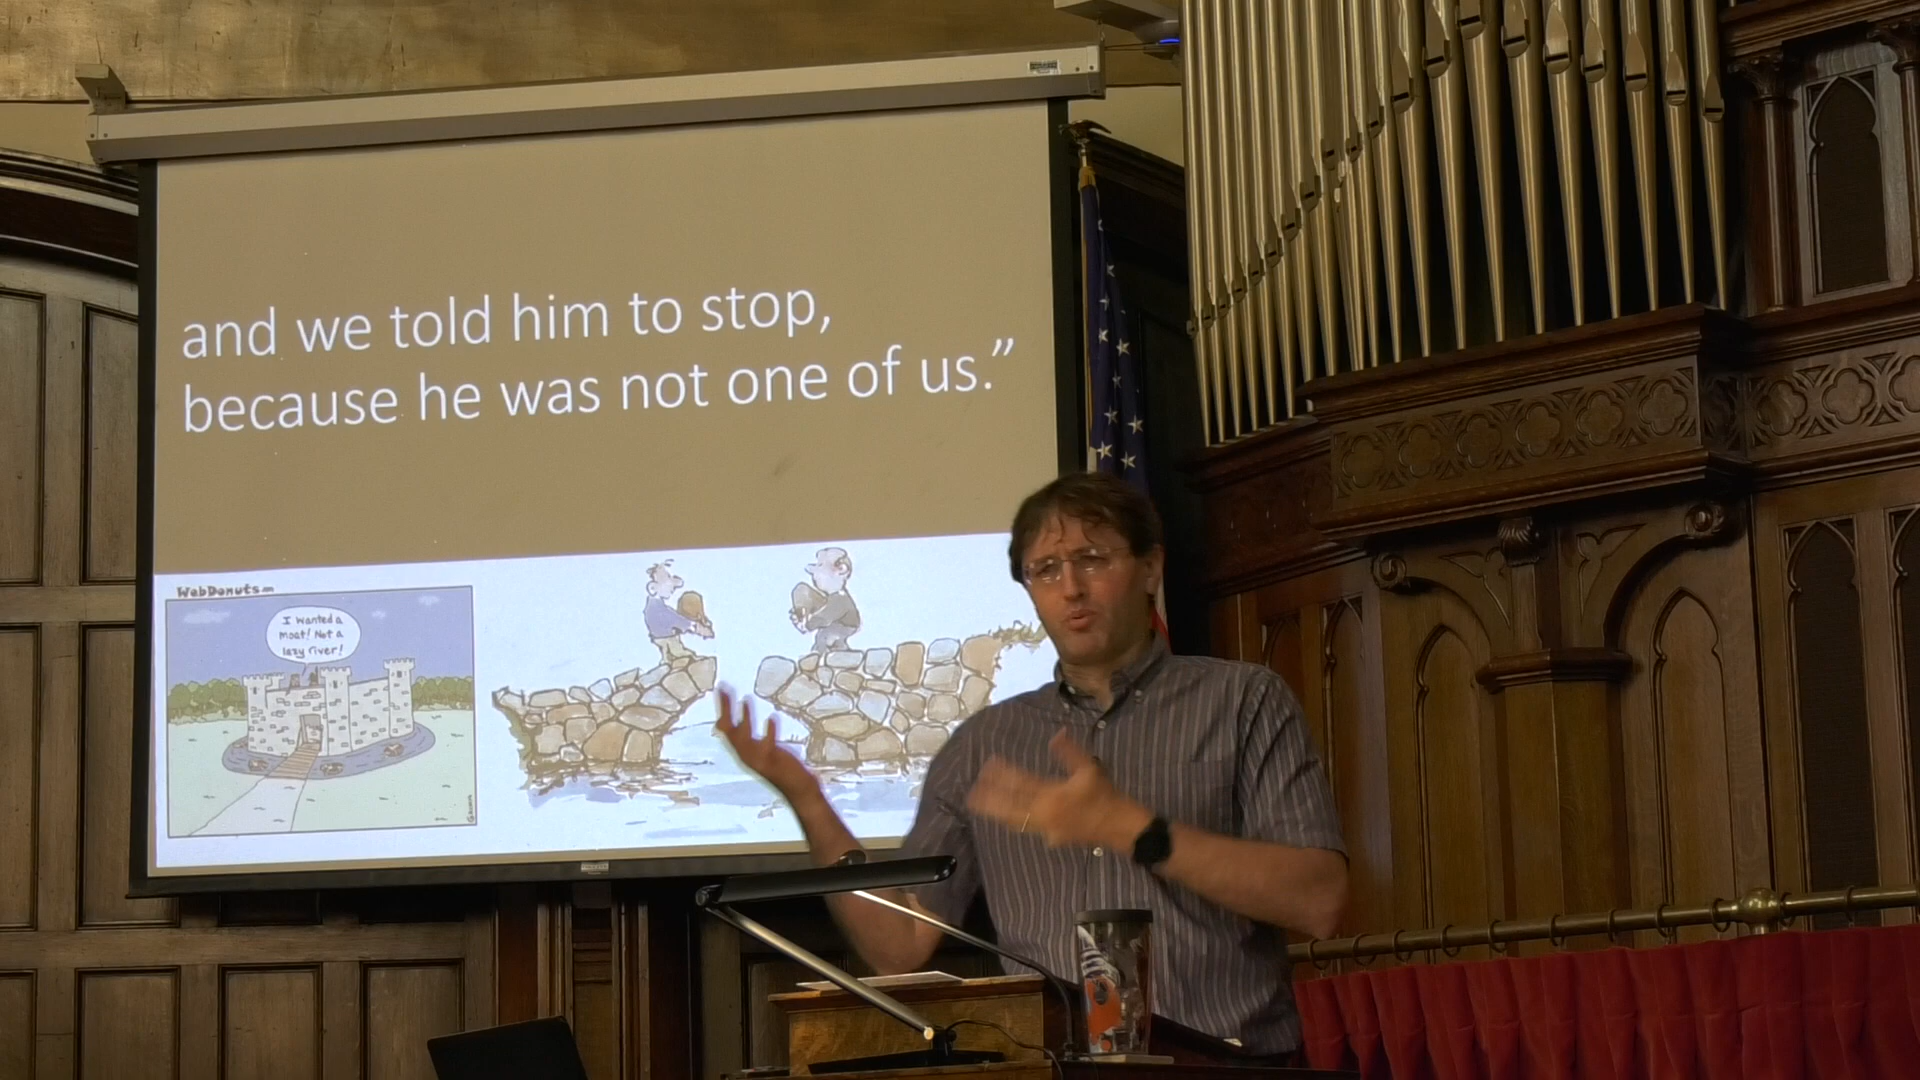 and we told him to stop,
because he was not one of us.”
WebDonuts.com
I wanted a
moat! Not a
lazy river!